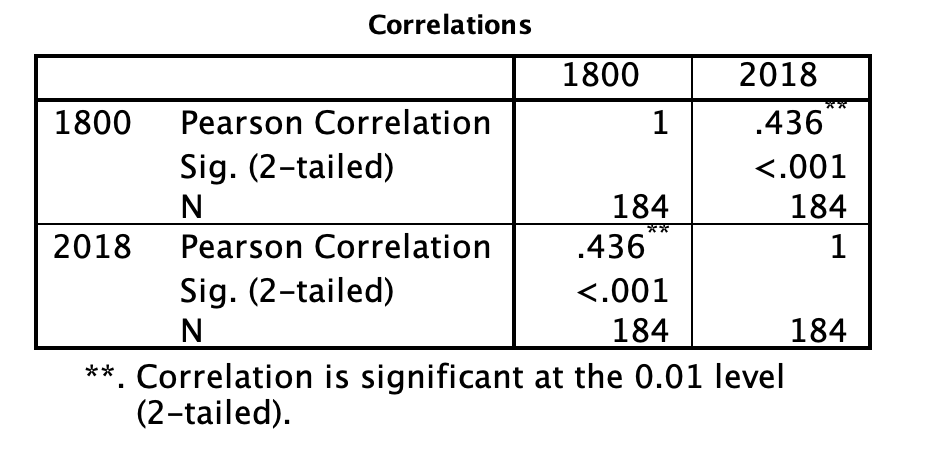 Correlations
1800 2018
1800 Pearson Correlation 1 .436**
Sig. (2-tailed) <.001
N 184 184
2018 Pearson Correlation .436** 1
Sig. (2-tailed) <.001
N 184 184
**. Correlation is significant at the 0.01 level
(2-tailed).